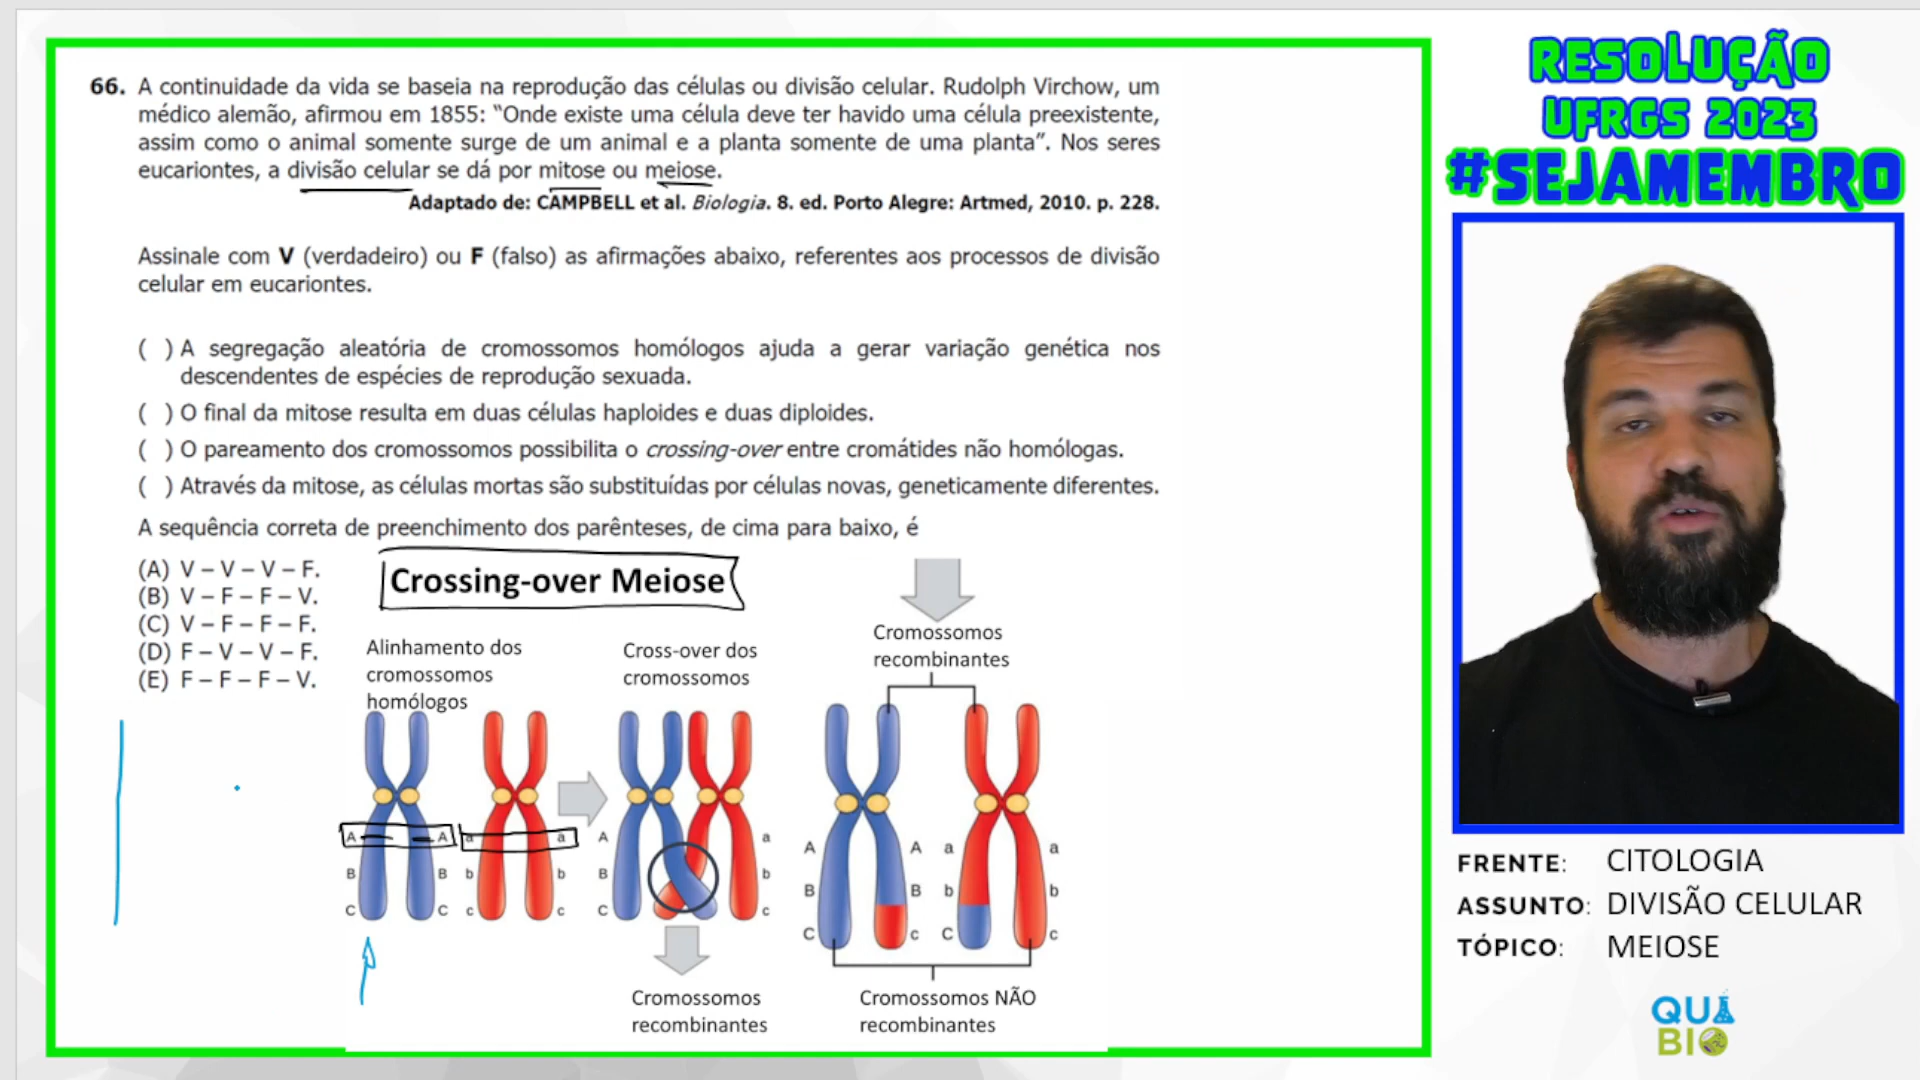 66. A continuidade da vida se baseia na reprodução das células ou divisão celular. Rudolph Virchow, um
médico alemão, afirmou em 1855: “Onde existe uma célula deve ter havido uma célula preexistente,
assim como o animal somente surge de um animal e a planta somente de uma planta”. Nos seres
eucariontes, a divisão celular se dá por mitose ou meiose.
Adaptado de: CAMPBELL et al. Biologia. 8. ed. Porto Alegre: Artmed, 2010. p. 228.
Assinale com V (verdadeiro) ou F (falso) as afirmações abaixo, referentes aos processos de divisão
celular em eucariontes.
( ) A segregação aleatória de cromossomos homólogos ajuda a gerar variação genética nos
descendentes de espécies de reprodução sexuada.
( ) O final da mitose resulta em duas células haploides e duas diploides.
( ) O pareamento dos cromossomos possibilita o crossing-over entre cromátides não homólogas.
( ) Através da mitose, as células mortas são substituídas por células novas, geneticamente diferentes.
A sequência correta de preenchimento dos parênteses, de cima para baixo, é
(A) V – V – V – F.
(B) V – F – F – V.
(C) V – F – F – F.
(D) F – V – V – F.
(E) F – F – F – V.
Crossing-over Meiose
Alinhamento dos
cromossomos
homólogos
Cross-over dos
cromossomos
Cromossomos
recombinantes
A A a a
B B b b
C C c c
A a
B b
C c
A A a a
B B b b
C c C c
Cromossomos
recombinantes
Cromossomos NÃO
recombinantes
RESOLUÇÃO
UFRGS 2023
#SEJAMEMBRO
FRENTE: CITOLOGIA
ASSUNTO: DIVISÃO CELULAR
TÓPICO: MEIOSE
QUI
BIO